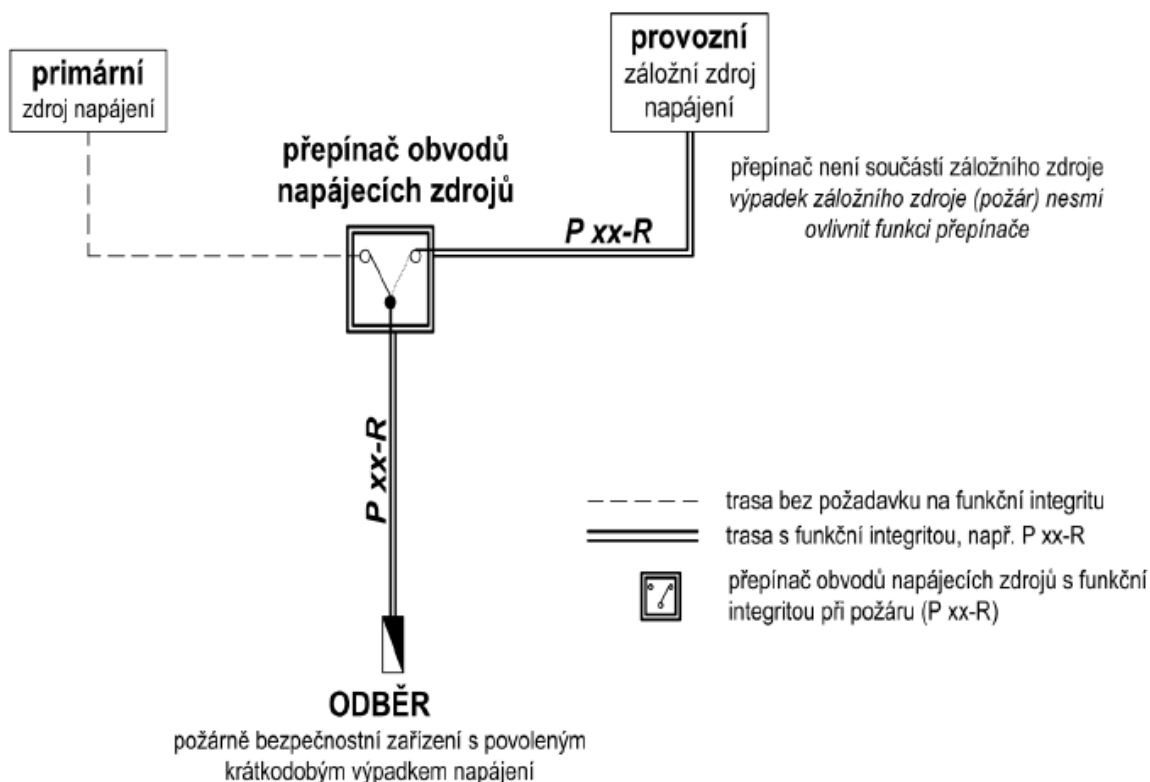 primární
zdroj napájení
provozní
záložní zdroj
napájení
přepínač obvodů
napájecích zdrojů
přepínač není součástí záložního zdroje
výpadek záložního zdroje (požár) nesmí
ovlivnit funkci přepínače
P xx-R
P xx-R
trasa bez požadavku na funkční integritu
trasa s funkční integritou, např. P xx-R
přepínač obvodů napájecích zdrojů s funkční
integritou při požáru (P xx-R)
ODBĚR
požárně bezpečnostní zařízení s povoleným
krátkodobým výpadkem napájení